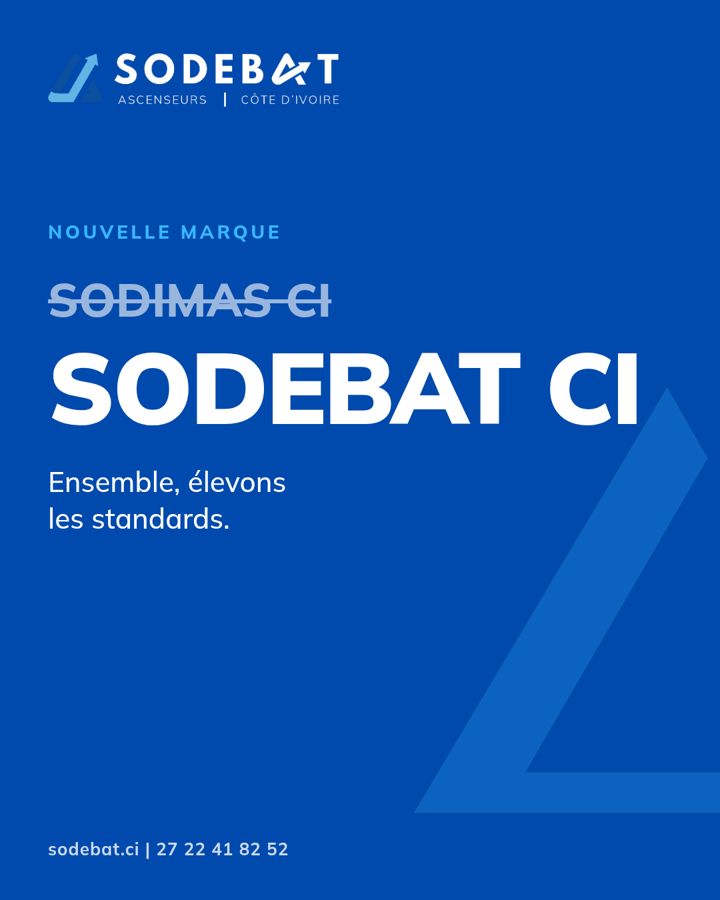 SODEBAT
ASCENSEURS | CÔTE D'IVOIRE
NOUVELLE MARQUE
SODIMAS CI
SODEBAT CI
Ensemble, élevons
les standards.
sodebat.ci | 27 22 41 82 52